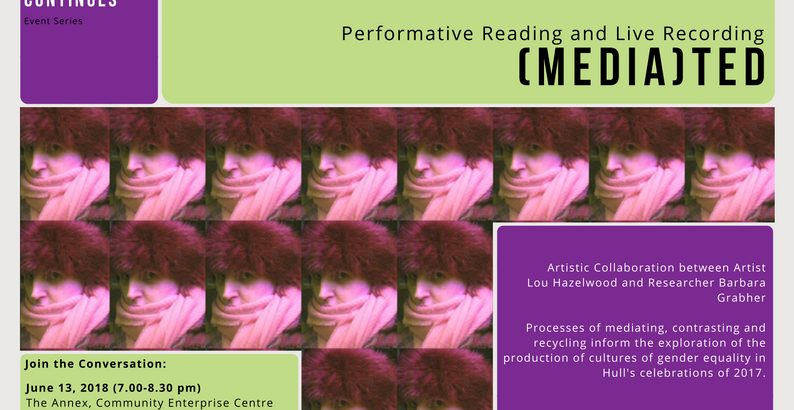 CONTINUES
Event Series
Performative Reading and Live Recording
(MEDIA)TED
Artistic Collaboration between Artist
Lou Hazelwood and Researcher Barbara
Grabher
Processes of mediating, contrasting and
recycling inform the exploration of the
production of cultures of gender equality in
Hull's celebrations of 2017.
Join the Conversation:
June 13, 2018 (7.00-8.30 pm)
The Annex, Community Enterprise Centre